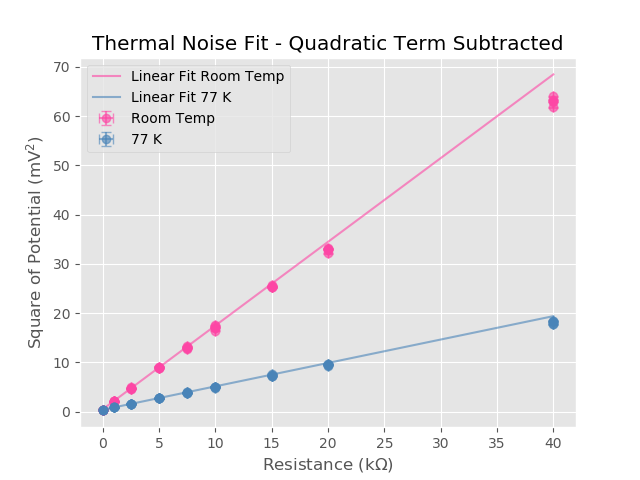 Thermal Noise Fit - Quadratic Term Subtracted
Linear Fit Room Temp
Linear Fit 77 K
Room Temp
77 K
Square of Potential (mV²)
70
60
50
40
30
20
10
0
0 5 10 15 20 25 30 35 40
Resistance (kΩ)